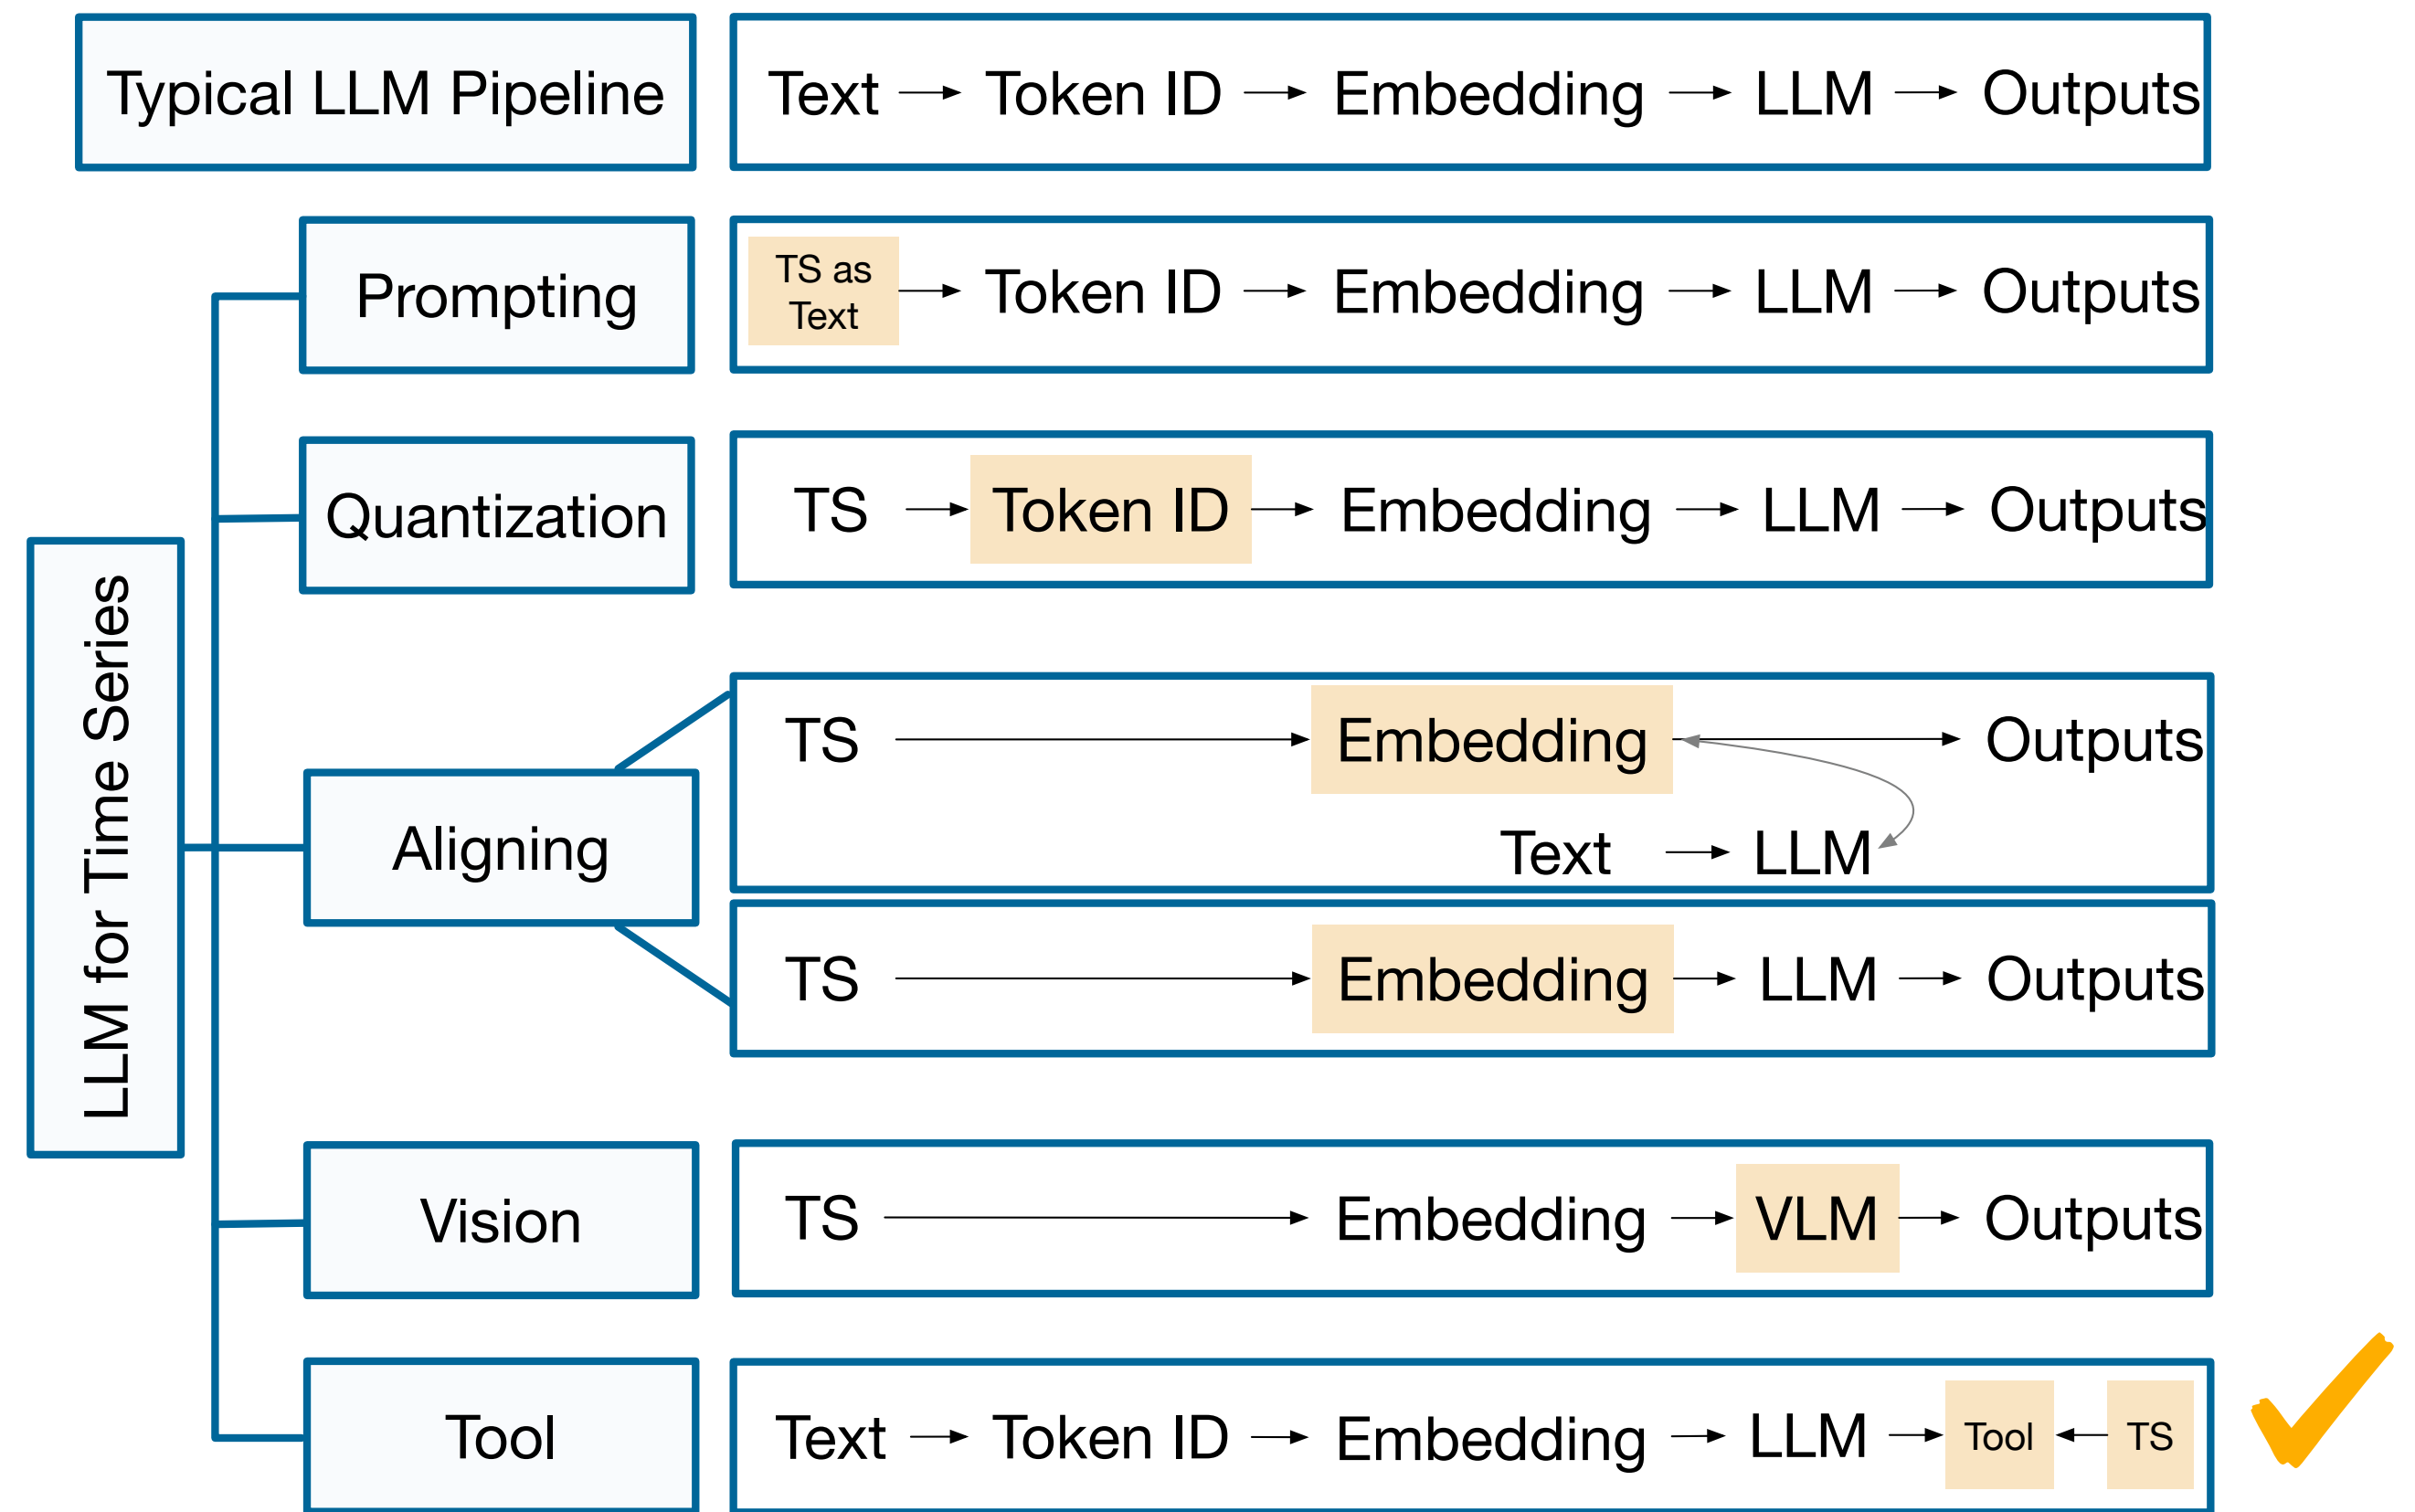 Typical LLM Pipeline
Text Token ID Embedding LLM Outputs
Prompting
TS as
Text
Token ID Embedding LLM Outputs
Quantization
TS Token ID Embedding LLM Outputs
LLM for Time Series
Aligning
TS Embedding Outputs
Text LLM
TS Embedding LLM Outputs
Vision
TS Embedding VLM Outputs
Tool
Text Token ID Embedding LLM Tool TS